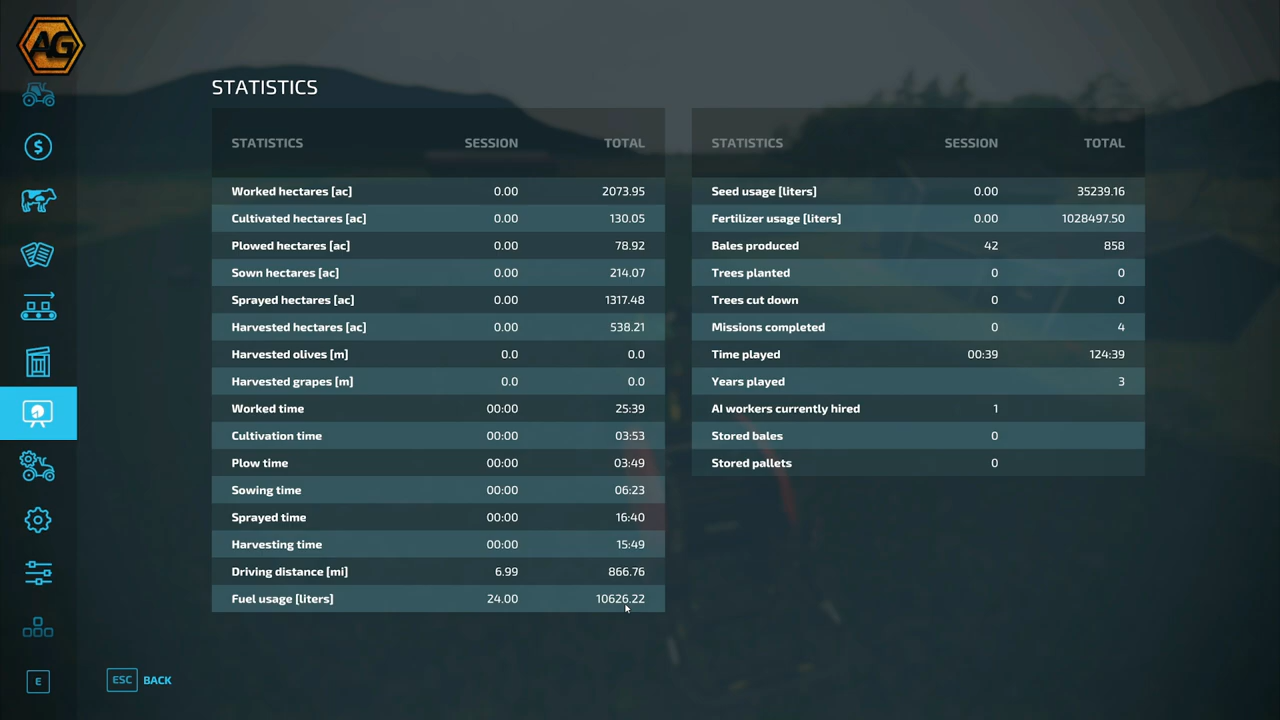 AG
STATISTICS
STATISTICS SESSION TOTAL
Worked hectares [ac] 0.00 2073.95
Cultivated hectares [ac] 0.00 130.05
Plowed hectares [ac] 0.00 78.92
Sown hectares [ac] 0.00 214.07
Sprayed hectares [ac] 0.00 1317.48
Harvested hectares [ac] 0.00 538.21
Harvested olives [m] 0.0 0.0
Harvested grapes [m] 0.0 0.0
Worked time 00:00 25:39
Cultivation time 00:00 03:53
Plow time 00:00 03:49
Sowing time 00:00 06:23
Sprayed time 00:00 16:40
Harvesting time 00:00 15:49
Driving distance [mi] 6.99 866.76
Fuel usage [liters] 24.00 10626.22
STATISTICS SESSION TOTAL
Seed usage [liters] 0.00 35239.16
Fertilizer usage [liters] 0.00 1028497.50
Bales produced 42 858
Trees planted 0 0
Trees cut down 0 0
Missions completed 0 4
Time played 00:39 124:39
Years played 3
AI workers currently hired 1
Stored bales 0
Stored pallets 0
$
E
ESC BACK